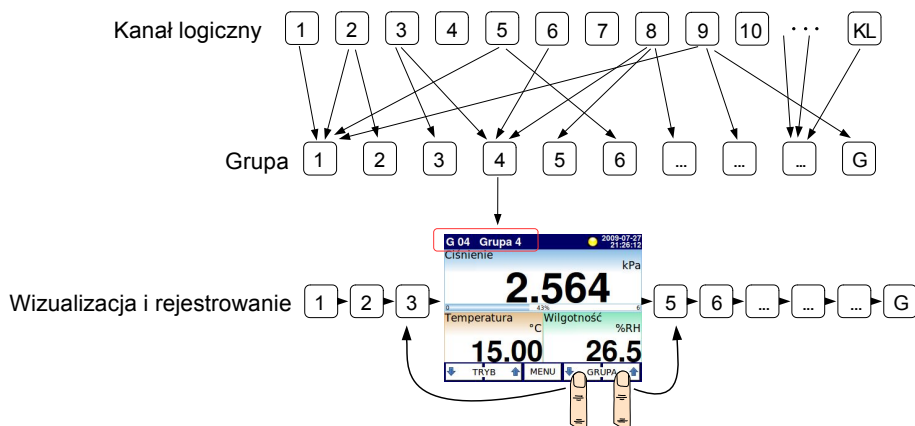 Kanał logiczny 1 2 3 4 5 6 7 8 9 10 . . . KL
Grupa 1 2 3 4 5 6 ... ... ... G
G 04 Grupa 4 2009-07-27
21:26:12
Ciśnienie
kPa
2.564
0 43% 6
Wizualizacja i rejestrowanie 1 2 3 5 6 ... ... ... G
Temperatura Wilgotność
°C %RH
15.00 26.5
TRYB MENU GRUPA